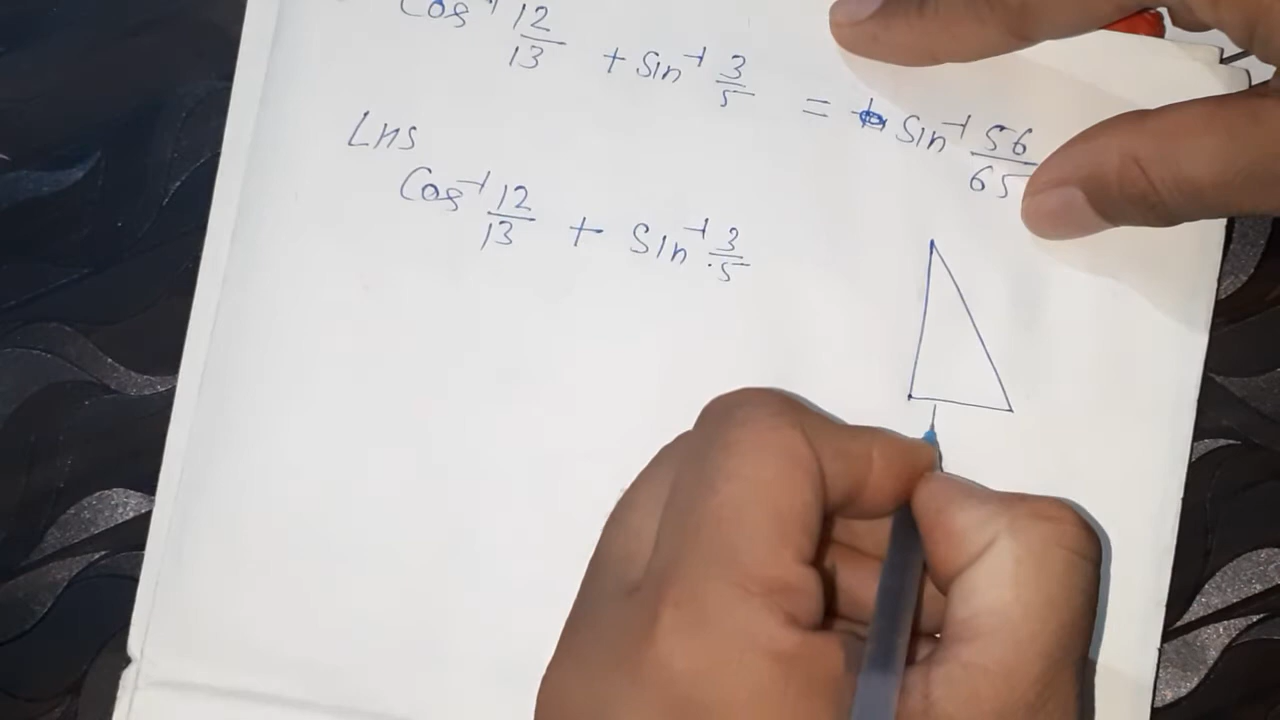 Cos⁻¹ 12/13 + Sin⁻¹ 3/5 = Sin⁻¹ 56/65
LHS
Cos⁻¹ 12/13 + Sin⁻¹ 3/5